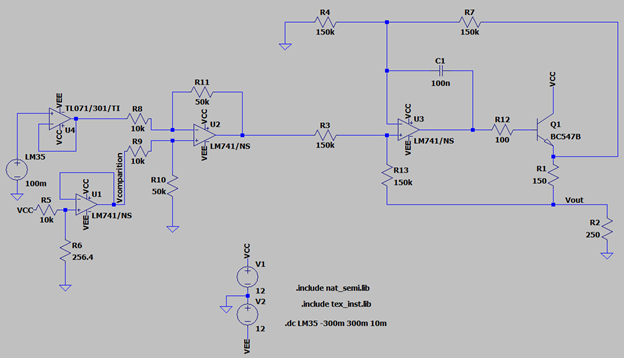 R4
150k
R7
150k
C1
100n
VCC
VEE
TL071/301/TI
VCC
U4
R8
10k
R11
50k
VCC
U2
LM741/NS
VEE
R3
150k
VCC
U3
LM741/NS
VEE
R12
100
Q1
BC547B
LM35
100m
R9
10k
Vcomparition
VCC
U1
LM741/NS
VEE
R10
50k
R13
150k
R1
150
Vout
VCC
R5
10k
R6
256.4
R2
250
VCC
V1
12
V2
12
VEE
.include nat_semi.lib
.include tex_inst.lib
.dc LM35 -300m 300m 10m